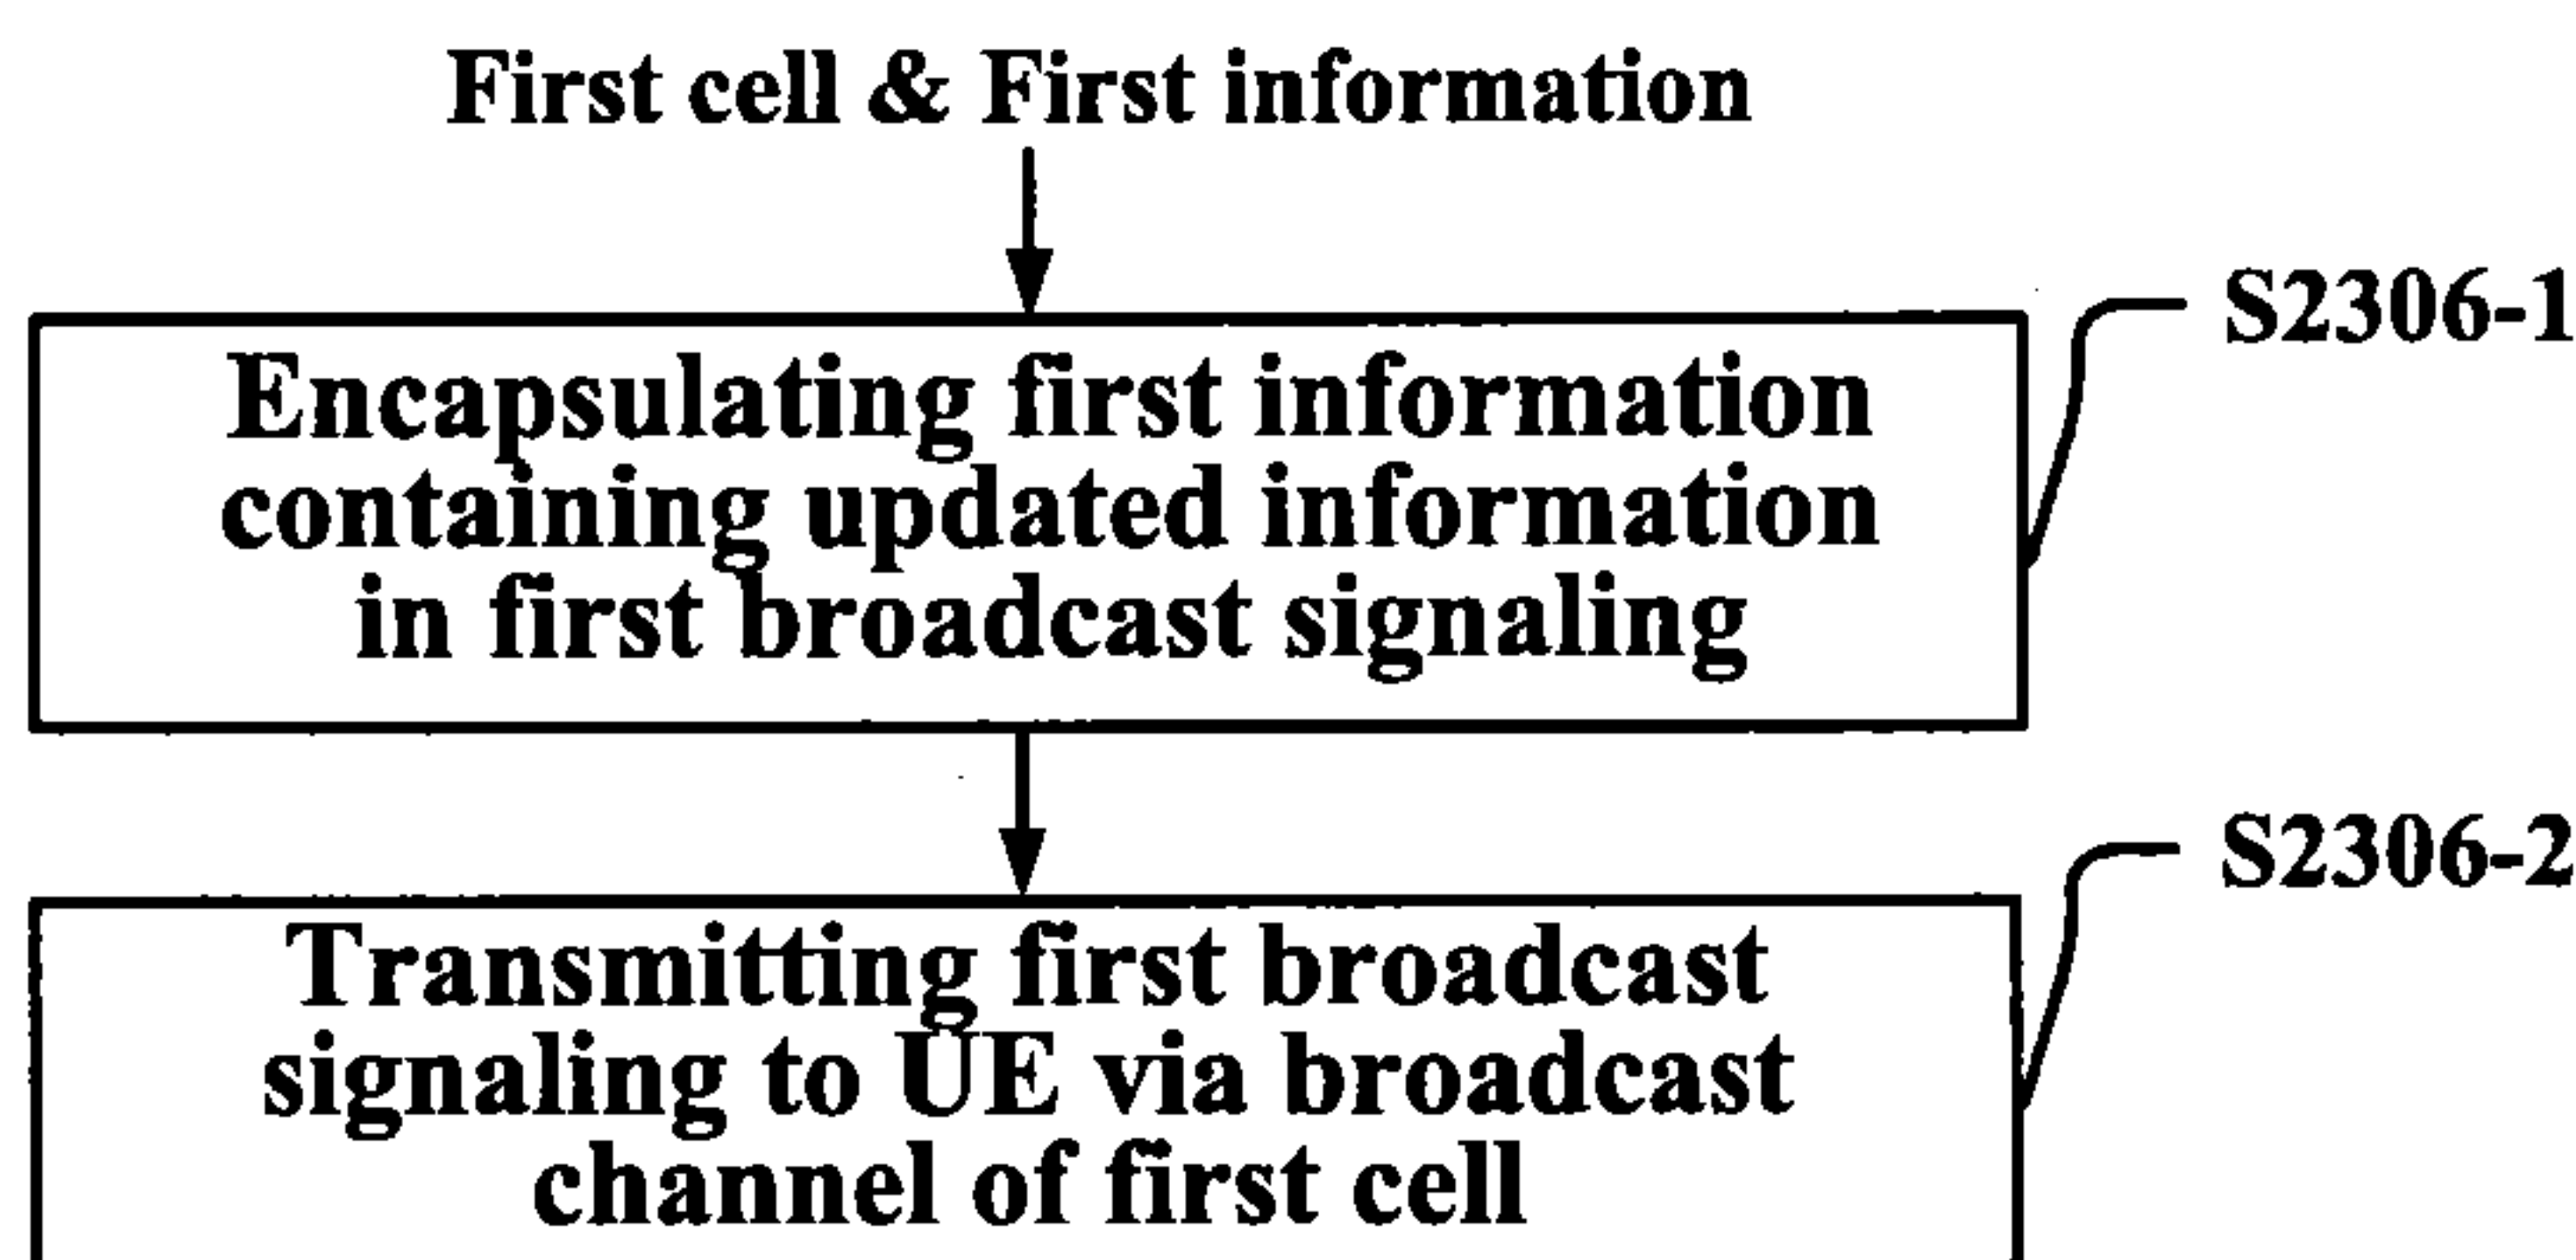 First cell & First information
S2306-1
Encapsulating first information
containing updated information
in first broadcast signaling
S2306-2
Transmitting first broadcast
signaling to UE via broadcast
channel of first cell